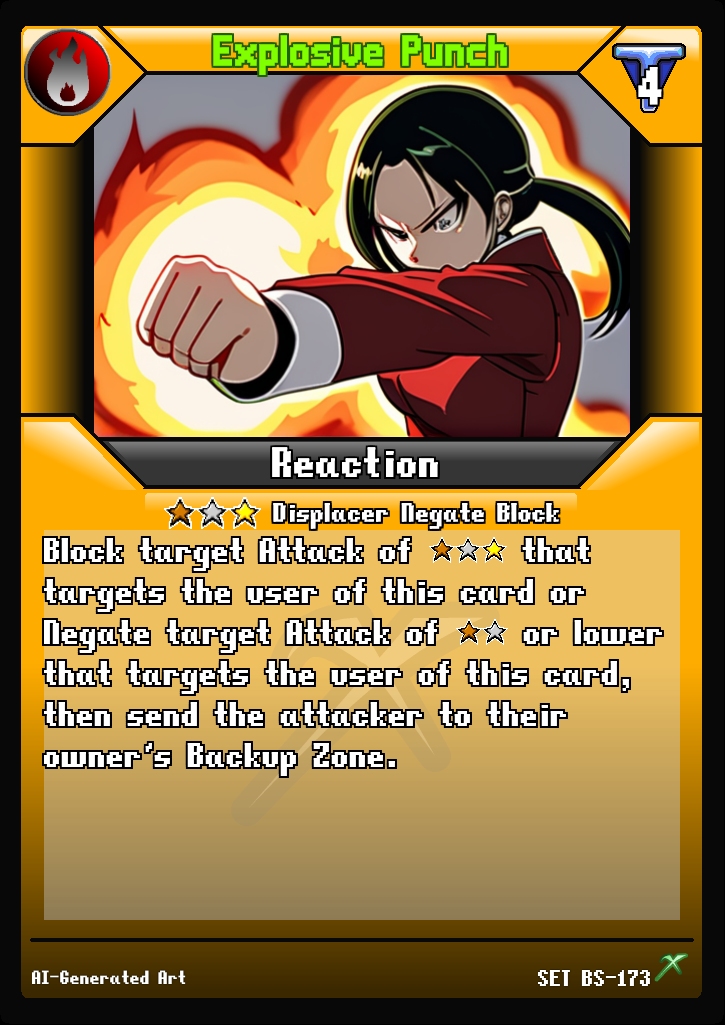 Explosive Punch
4
Reaction
Displacer Negate Block
Block target Attack of that
targets the user of this card or
Negate target Attack of or lower
that targets the user of this card,
then send the attacker to their
owner's Backup Zone.
AI-Generated Art
SET BS-173